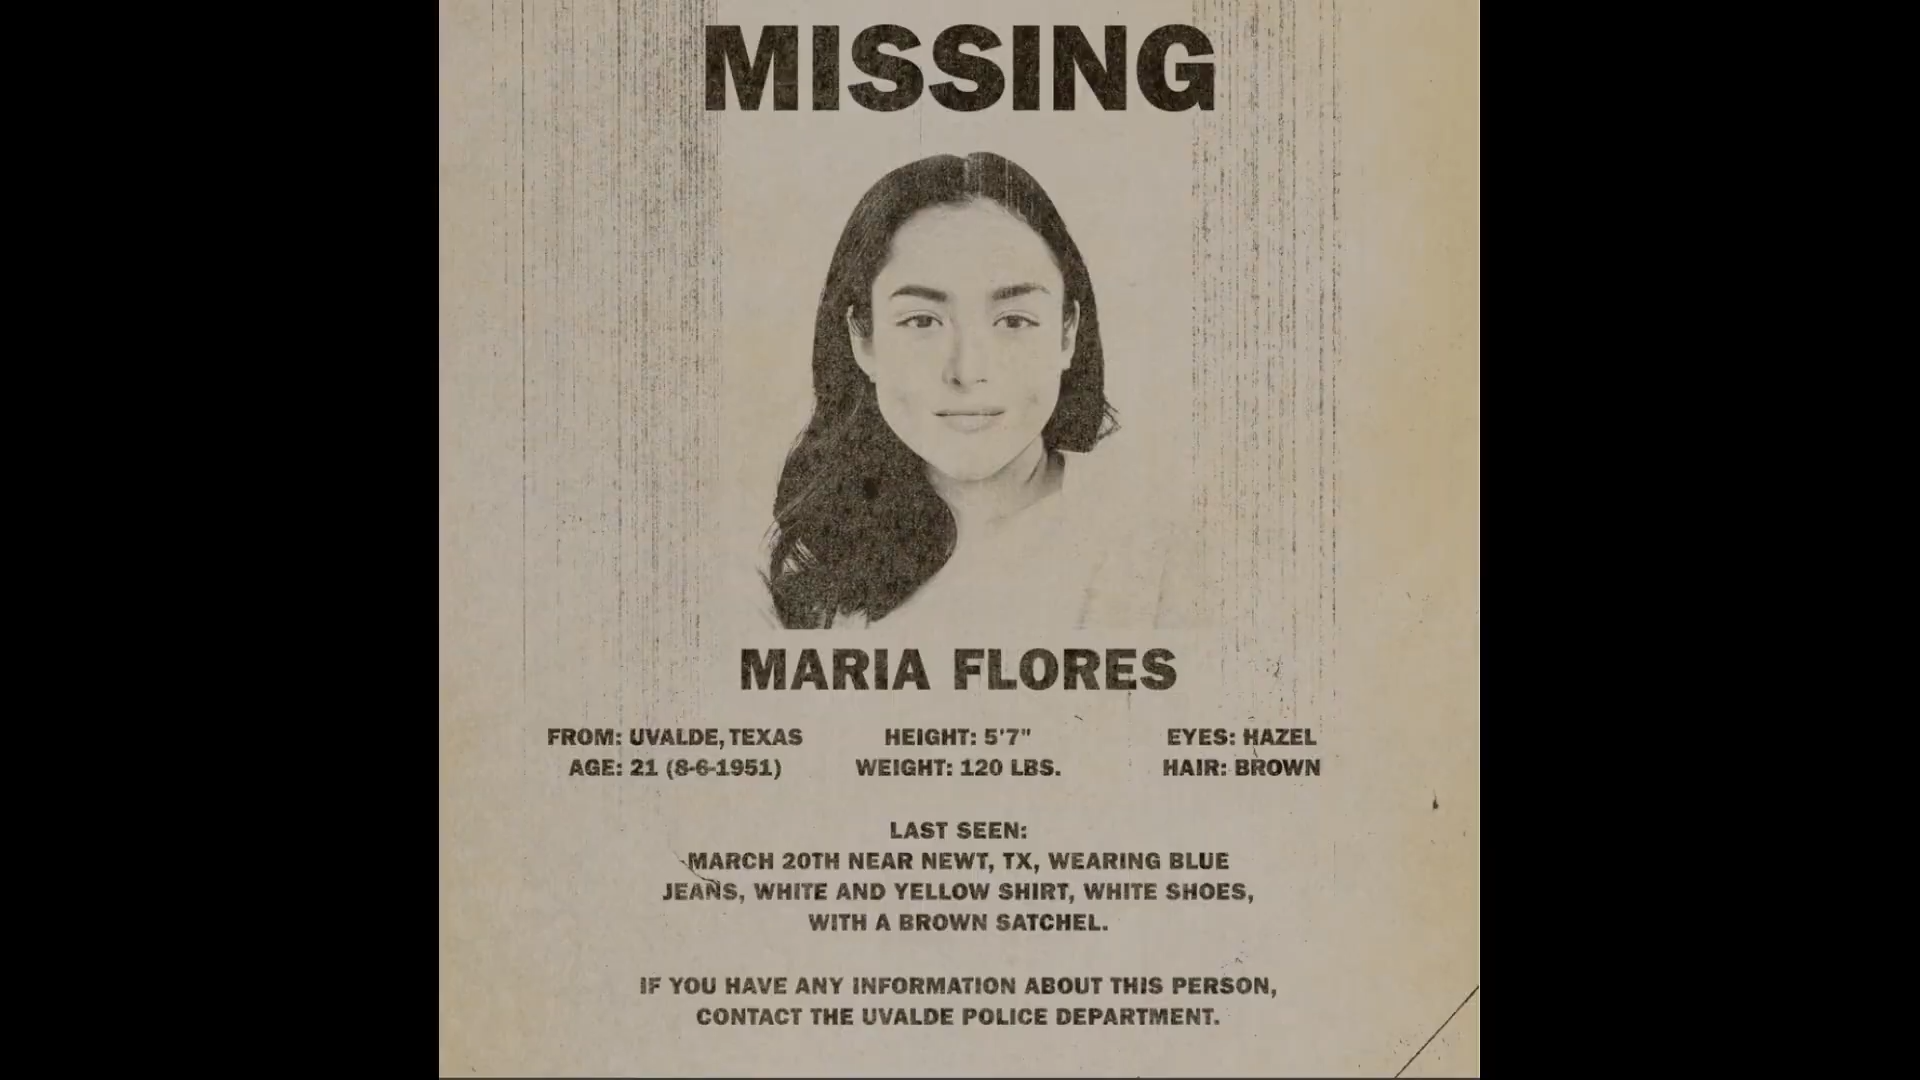 MISSING
MARIA FLORES
FROM: UVALDE, TEXAS
AGE: 21 (8-6-1951)
HEIGHT: 5'7"
WEIGHT: 120 LBS.
EYES: HAZEL
HAIR: BROWN
LAST SEEN:
MARCH 20TH NEAR NEWT, TX, WEARING BLUE
JEANS, WHITE AND YELLOW SHIRT, WHITE SHOES,
WITH A BROWN SATCHEL.
IF YOU HAVE ANY INFORMATION ABOUT THIS PERSON,
CONTACT THE UVALDE POLICE DEPARTMENT.